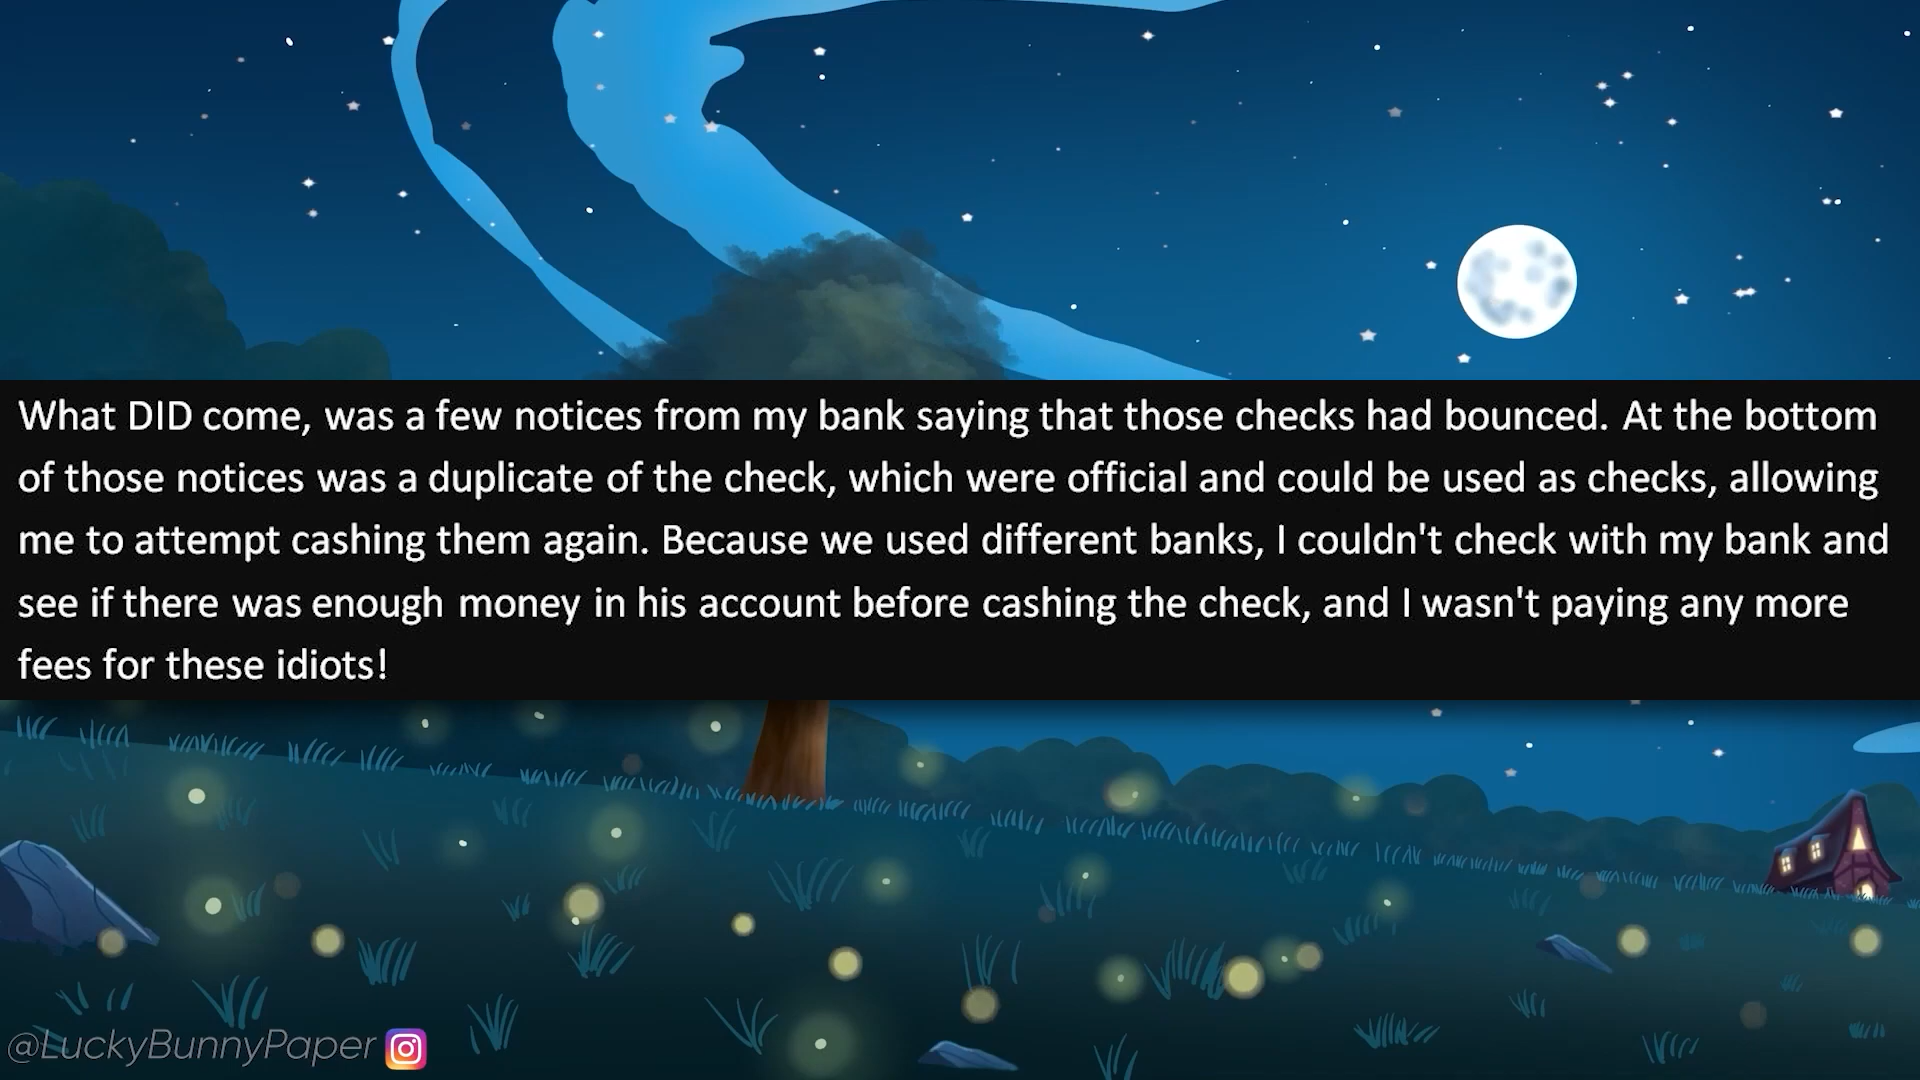 What DID come, was a few notices from my bank saying that those checks had bounced. At the bottom
of those notices was a duplicate of the check, which were official and could be used as checks, allowing
me to attempt cashing them again. Because we used different banks, I couldn't check with my bank and
see if there was enough money in his account before cashing the check, and I wasn't paying any more
fees for these idiots!
@LuckyBunnyPaper